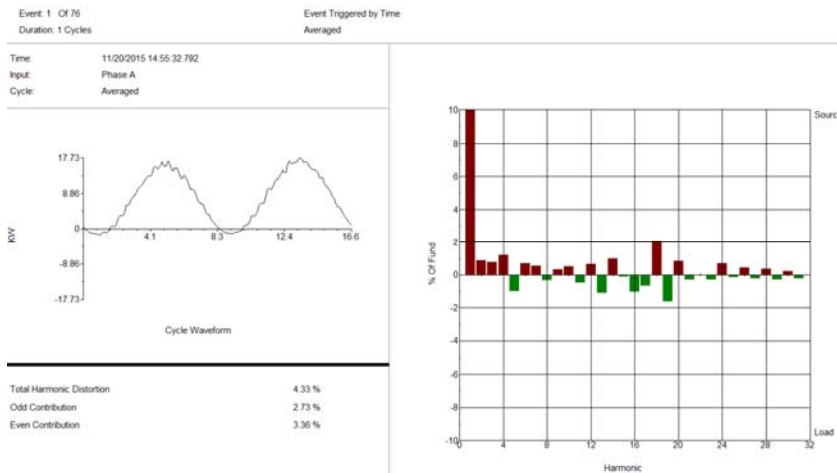 Event: 1 Of 76 Event Triggered by Time
Duration: 1 Cycles Averaged
Time: 11/20/2015 14:55:32.792
Input: Phase A
Cycle: Averaged
KW
17.73
8.86
0
-8.86
-17.73
4.1 8.3 12.4 16.6
Cycle Waveform
Total Harmonic Distortion 4.33 %
Odd Contribution 2.73 %
Even Contribution 3.36 %
% Of Fund
10
8
6
4
2
0
-2
-4
-6
-8
-10
Sourc
Load
0 4 8 12 16 20 24 28 32
Harmonic